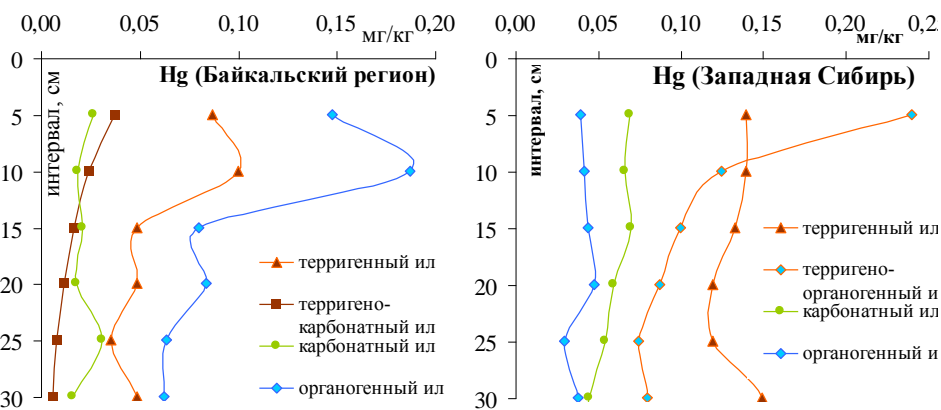 0,00 0,05 0,10 0,15 0,20
мг/кг
Hg (Байкальский регион)
интервал, см
0
5
10
15
20
25
30
терригенный ил
терригено-
карбонатный ил
карбонатный ил
органогенный ил
0,00 0,05 0,10 0,15 0,20 0,2
мг/кг
Hg (Западная Сибирь)
интервал, см
0
5
10
15
20
25
30
терригенный ил
терригено-
органогенный и
карбонатный ил
органогенный и